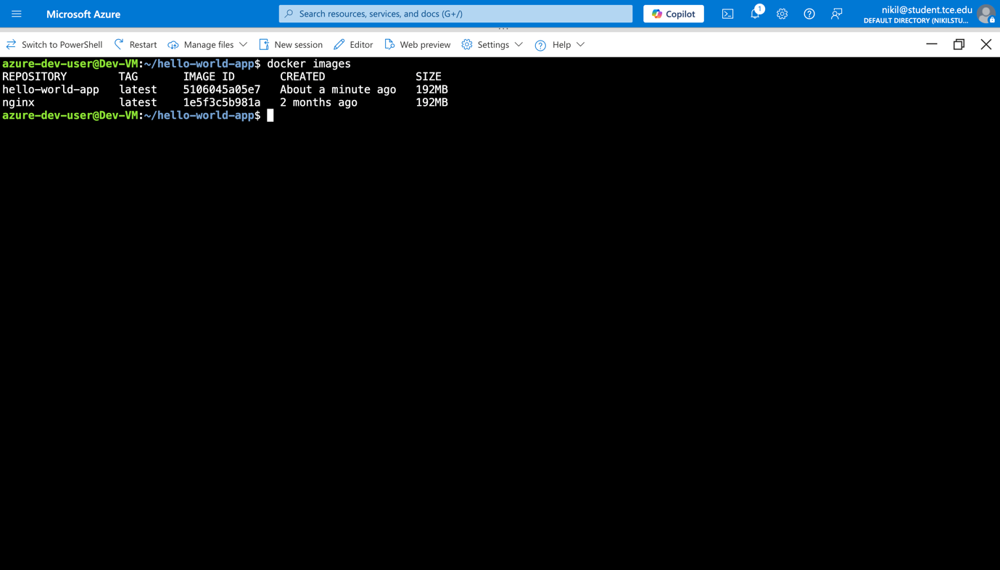 Microsoft Azure
Search resources, services, and docs (G+/)
Copilot
1
nikil@student.tce.edu
DEFAULT DIRECTORY (NIKILSTU...
Switch to PowerShell Restart Manage files New session Editor Web preview Settings Help
azure-dev-user@Dev-VM:~/hello-world-app$ docker images
REPOSITORY TAG IMAGE ID CREATED SIZE
hello-world-app latest 5106045a05e7 About a minute ago 192MB
nginx latest 1e5f3c5b981a 2 months ago 192MB
azure-dev-user@Dev-VM:~/hello-world-app$